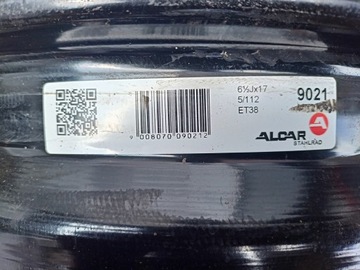 6½Jx17
5/112
ET38
9021
ALCAR
STAHLRAD
9 008070 090212